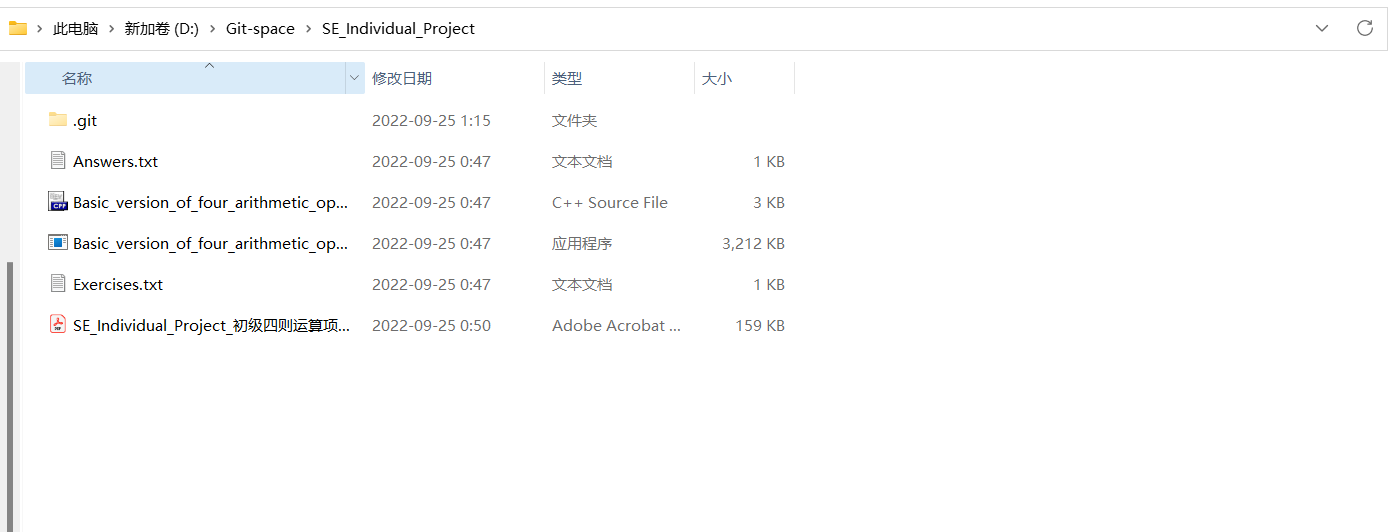 此电脑 新加卷 (D:) Git-space SE_Individual_Project
名称 修改日期 类型 大小
.git 2022-09-25 1:15 文件夹
Answers.txt 2022-09-25 0:47 文本文档 1 KB
Basic_version_of_four_arithmetic_op... 2022-09-25 0:47 C++ Source File 3 KB
Basic_version_of_four_arithmetic_op... 2022-09-25 0:47 应用程序 3,212 KB
Exercises.txt 2022-09-25 0:47 文本文档 1 KB
SE_Individual_Project_初级四则运算项... 2022-09-25 0:50 Adobe Acrobat ... 159 KB